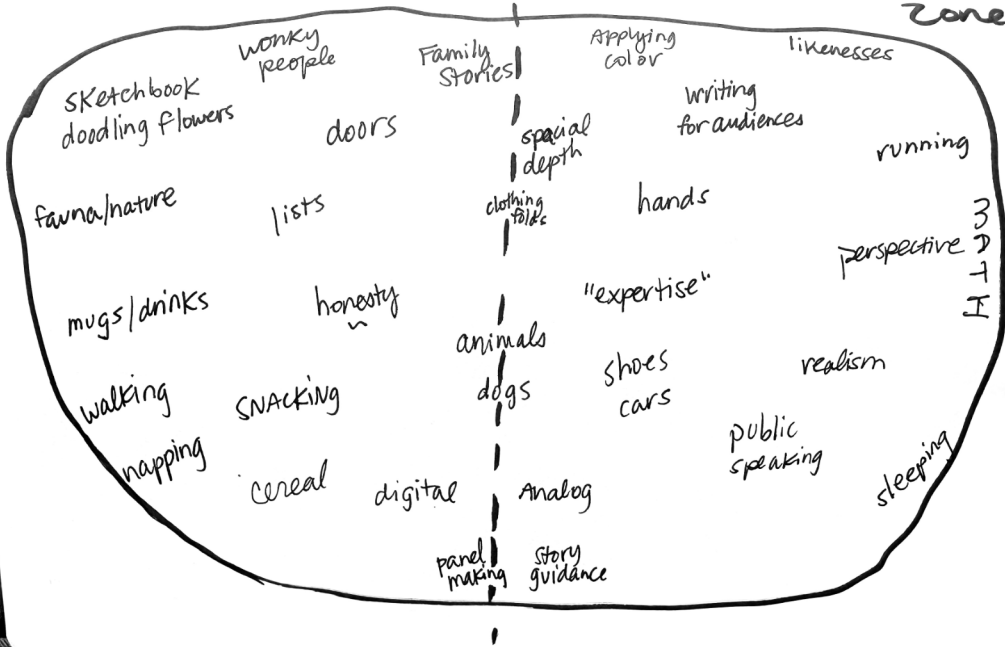 Zone
wonky
people
Family
Stories
Applying
color
likenesses
sketchbook
doodling flowers
doors
spacial
depth
writing
for audiences
running
fauna/nature
lists
clothing
folds
hands
MATH
perspective
mugs/drinks
honesty
"expertise"
animals
dogs
shoes
cars
realism
walking
SNACKING
napping
cereal
digital
Analog
public
speaking
sleeping
panel
making
story
guidance